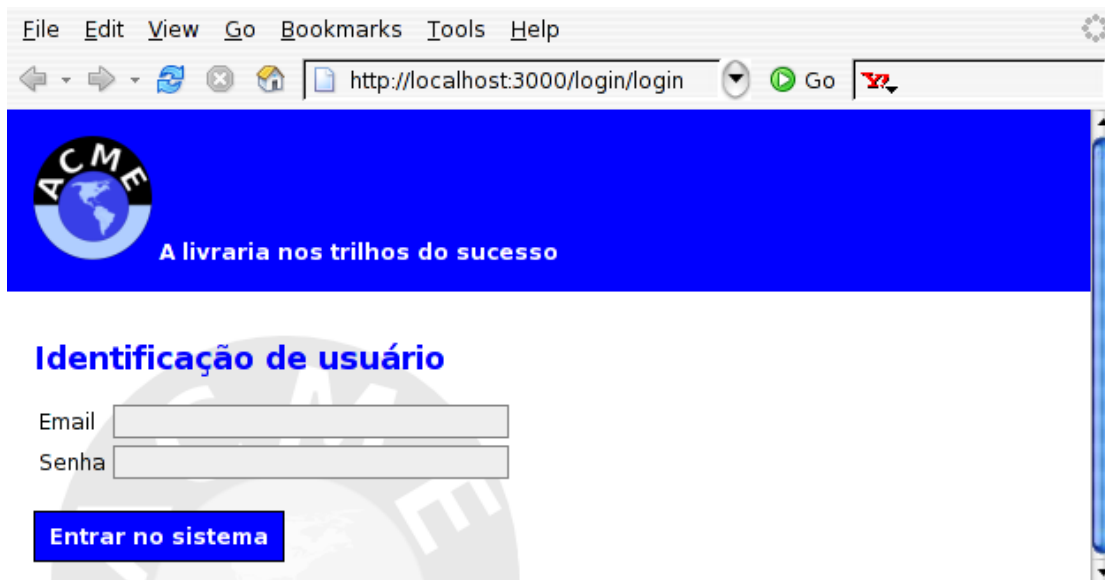 File Edit View Go Bookmarks Tools Help
http://localhost:3000/login/login Go Y!
ACME
A livraria nos trilhos do sucesso
Identificação de usuário
Email
Senha
Entrar no sistema
ACME